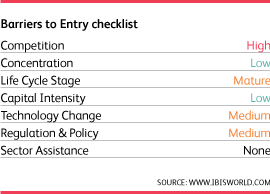 Barriers to Entry checklist
Competition High
Concentration Low
Life Cycle Stage Mature
Capital Intensity Low
Technology Change Medium
Regulation & Policy Medium
Sector Assistance None
SOURCE: WWW.IBISWORLD.COM